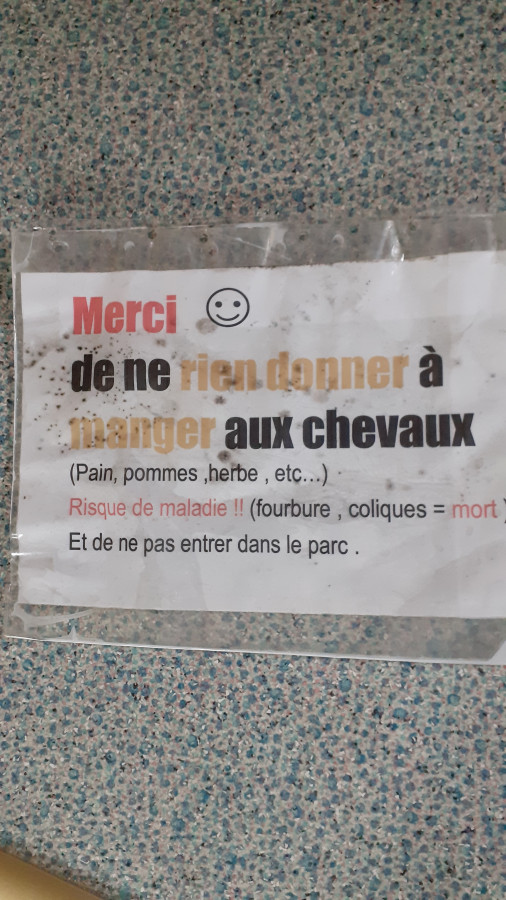 Merci ☺
de ne rien donner à
manger aux chevaux
(Pain, pommes ,herbe , etc...)
Risque de maladie !! (fourbure , coliques = mort )
Et de ne pas entrer dans le parc .